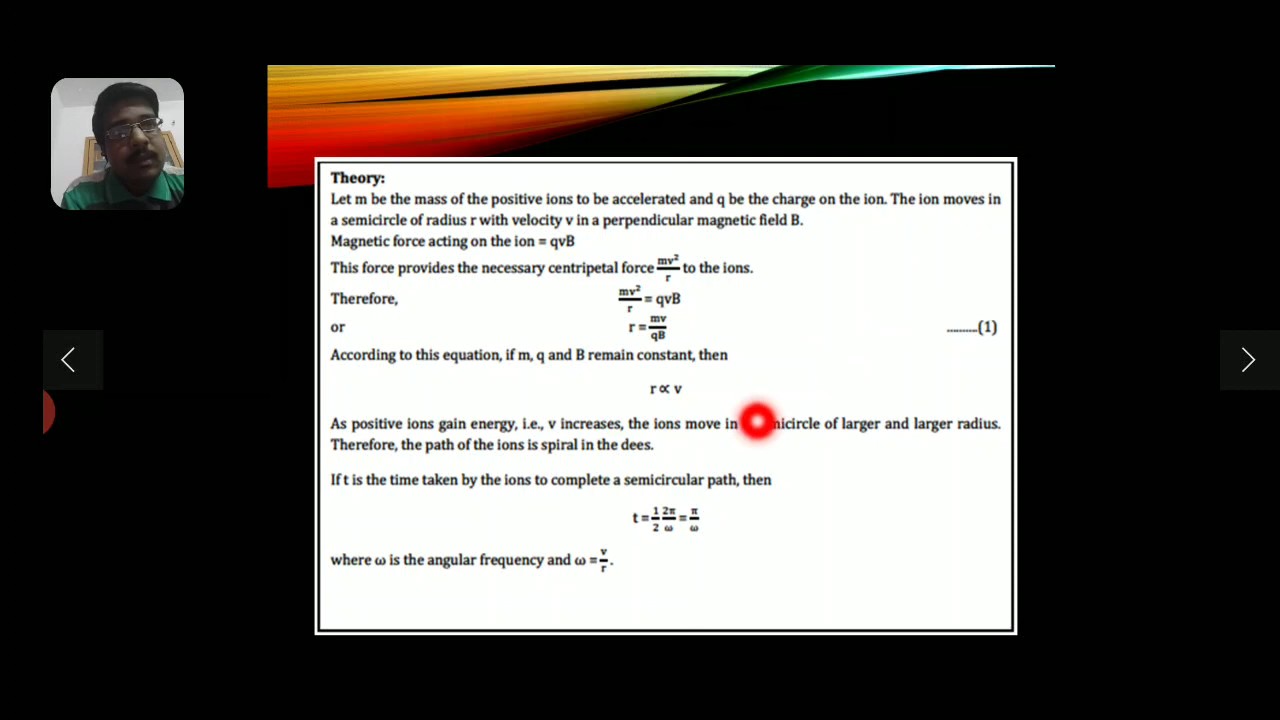 Theory:
Let m be the mass of the positive ions to be accelerated and q be the charge on the ion. The ion moves in
a semicircle of radius r with velocity v in a perpendicular magnetic field B.
Magnetic force acting on the ion = qvB
This force provides the necessary centripetal force mv²/r to the ions.
Therefore, mv²/r = qvB
or r = mv/qB ..........(1)
According to this equation, if m, q and B remain constant, then
r ∝ v
As positive ions gain energy, i.e., v increases, the ions move in nicircle of larger and larger radius.
Therefore, the path of the ions is spiral in the dees.
If t is the time taken by the ions to complete a semicircular path, then
t = 1/2 2π/ω = π/ω
where ω is the angular frequency and ω = v/r.